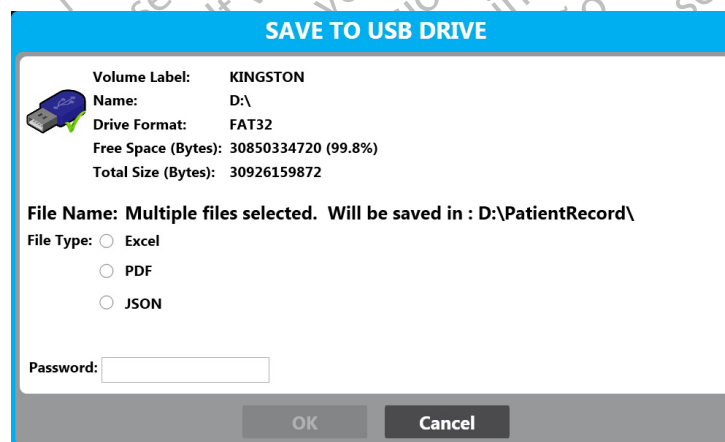 SAVE TO USB DRIVE
Volume Label: KINGSTON
Name: D:\
Drive Format: FAT32
Free Space (Bytes): 30850334720 (99.8%)
Total Size (Bytes): 30926159872
File Name: Multiple files selected. Will be saved in : D:\PatientRecord\
File Type: Excel
PDF
JSON
Password:
OK Cancel